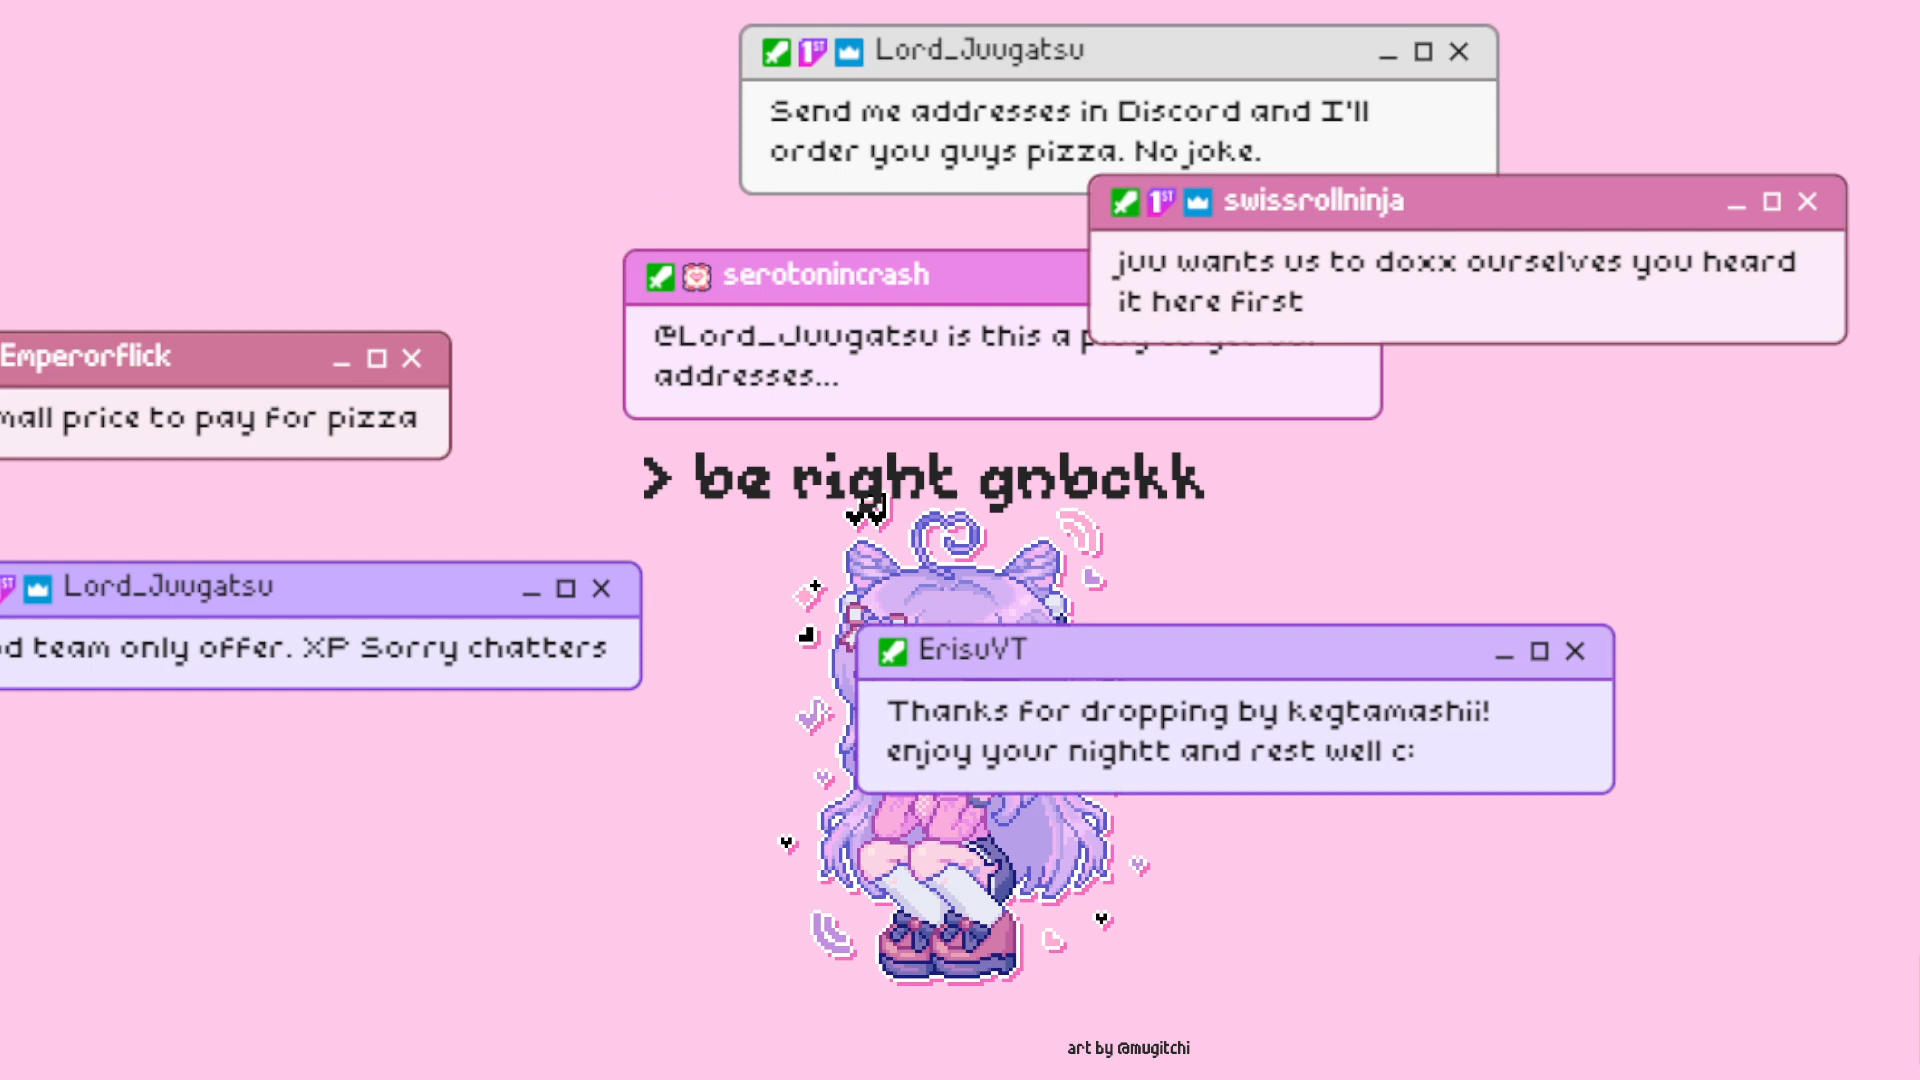 Lord_Juugatsu
Send me addresses in Discord and I'll
order you guys pizza. No joke.
swissrollninja
juu wants us to doxx ourselves you heard
it here first
serotonincrash
@Lord_Juugatsu is this a
addresses...
Emperorflick
price to pay for pizza
> be right gnbckk
Lord_Juugatsu
team only offer. XP Sorry chatters
ErisuVT
Thanks for dropping by kegtamashii!
enjoy your nightt and rest well c:
art by @mugitchi